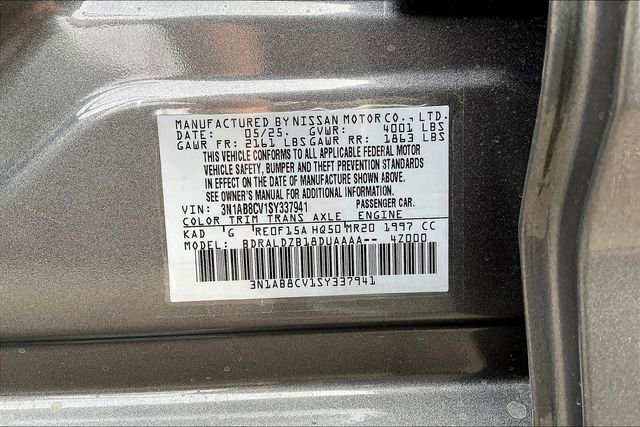 MANUFACTURED BY NISSAN MOTOR CO., LTD.
DATE: 05/25. GVWR: 4001 LBS
GAWR FR: 2161 LBS GAWR RR: 1863 LBS
THIS VEHICLE CONFORMS TO ALL APPLICABLE FEDERAL MOTOR
VEHICLE SAFETY, BUMPER AND THEFT PREVENTION STANDARDS
IN EFFECT ON THE DATE OF MANUFACTURE SHOWN ABOVE.
SEE OWNER'S MANUAL FOR ADDITIONAL INFORMATION.
VIN: 3N1AB8CV1SY337941 PASSENGER CAR.
COLOR TRIM TRANS AXLE ENGINE
KAD G RE0F15A HQ50 MR20 1997 CC
MODEL: BDRALDZB18DUAAAA-- 4Z000
3N1AB8CV1SY337941